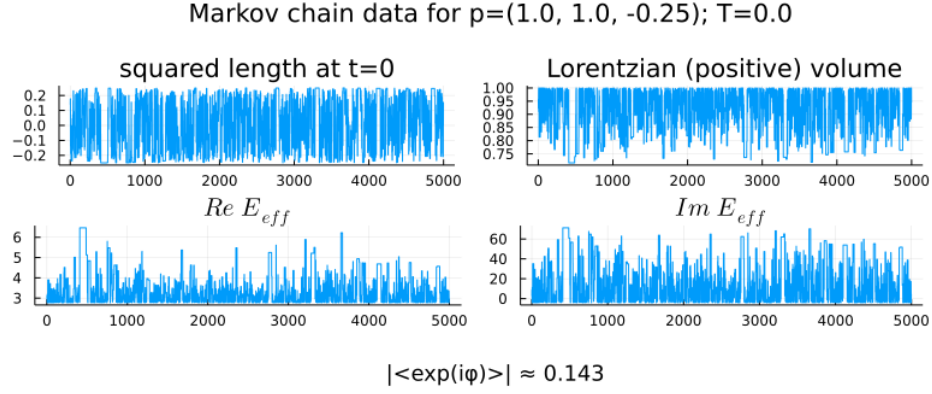 Markov chain data for p=(1.0, 1.0, -0.25); T=0.0
squared length at t=0
0.2
0.1
0.0
−0.1
−0.2
0 1000 2000 3000 4000 5000
Lorentzian (positive) volume
1.00
0.95
0.90
0.85
0.80
0.75
0 1000 2000 3000 4000 5000
Re E_eff
6
5
4
3
0 1000 2000 3000 4000 5000
Im E_eff
60
40
20
0
0 1000 2000 3000 4000 5000
|<exp(iφ)>| ≈ 0.143